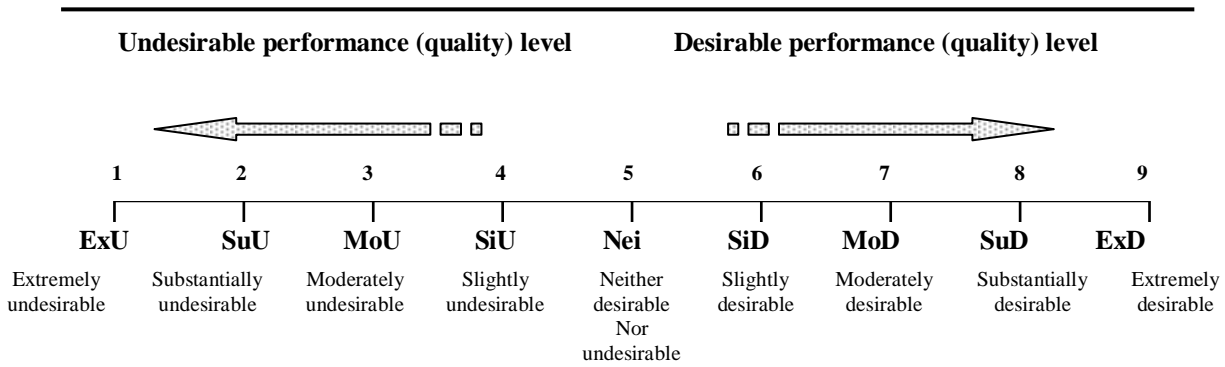 Undesirable performance (quality) level Desirable performance (quality) level
1 2 3 4 5 6 7 8 9
ExU SuU MoU SiU Nei SiD MoD SuD ExD
Extremely Substantially Moderately Slightly Neither Slightly Moderately Substantially Extremely
undesirable undesirable undesirable undesirable desirable desirable desirable desirable desirable
Nor
undesirable